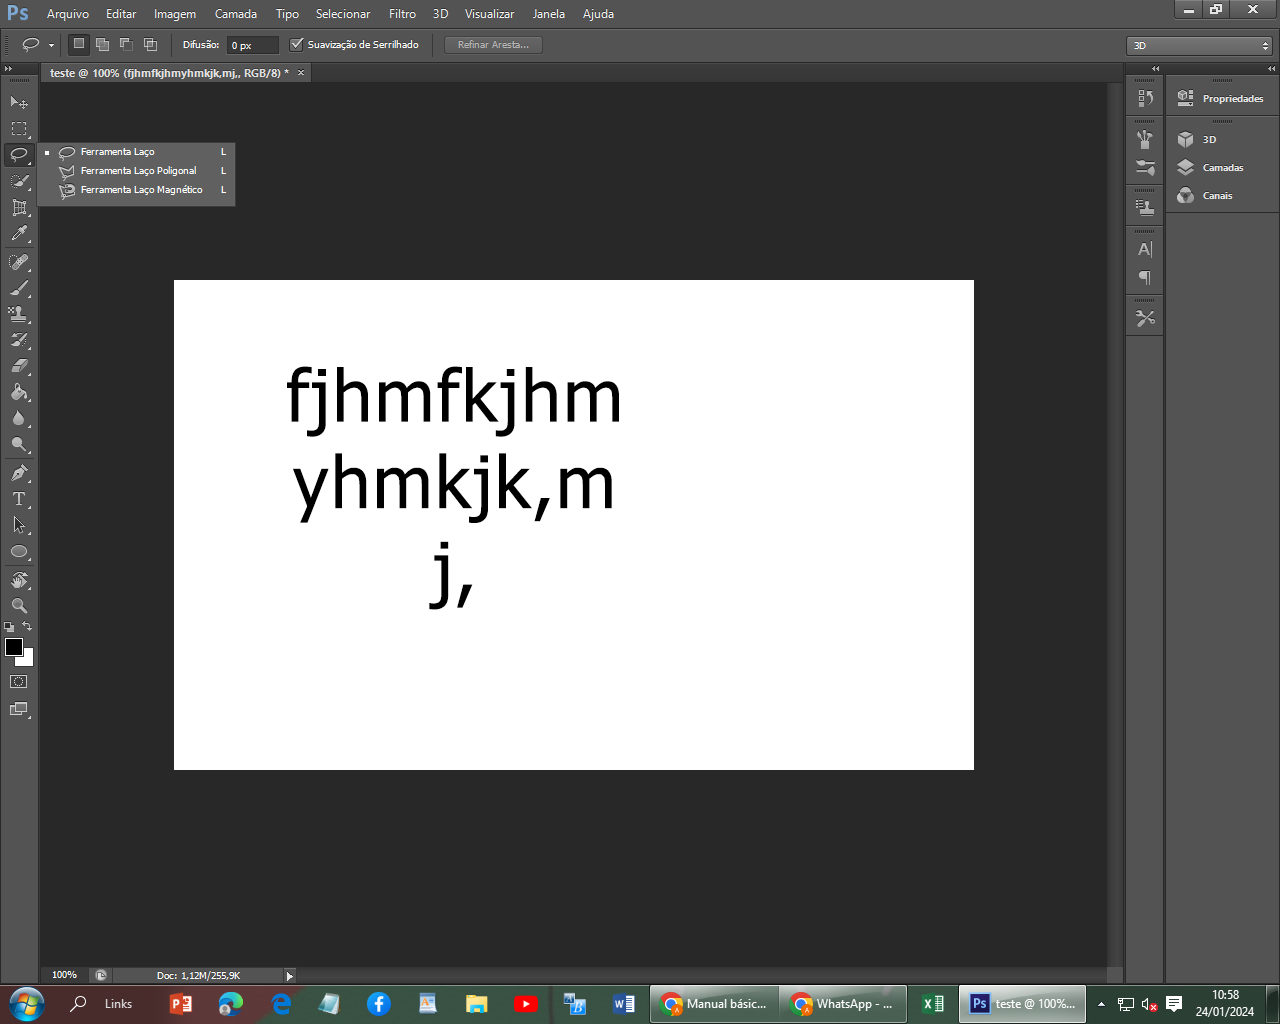 Ps Arquivo Editar Imagem Camada Tipo Selecionar Filtro 3D Visualizar Janela Ajuda
Difusão: 0 px Suavização de Serrilhado Refinar Aresta... 3D
teste @ 100% (fjhmfkjhmyhmkjk,mj,, RGB/8) * ×
Propriedades
3D
Camadas
Canais
Ferramenta Laço L
Ferramenta Laço Poligonal L
Ferramenta Laço Magnético L
fjhmfkjhm
yhmkjk,m
j,
100% Doc: 1,12M/255,9K
Links Manual básic... WhatsApp - ... Ps teste @ 100%... 10:58
24/01/2024